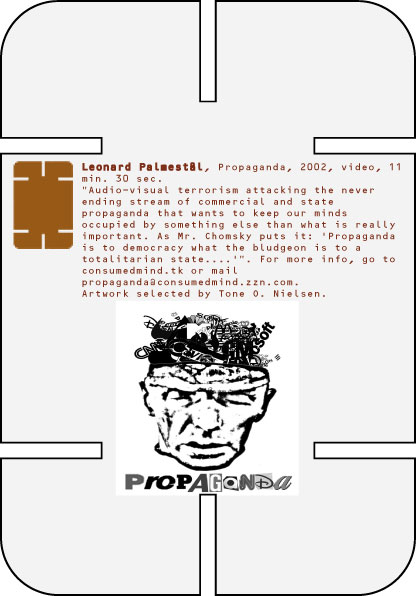 Leonard Palmestål, Propaganda, 2002, video, 11
min. 30 sec.
"Audio-visual terrorism attacking the never
ending stream of commercial and state
propaganda that wants to keep our minds
occupied by something else than what is really
important. As Mr. Chomsky puts it: 'Propaganda
is to democracy what the bludgeon is to a
totalitarian state....'". For more info, go to
consumedmind.tk or mail
propaganda@consumedmind.zzn.com.
Artwork selected by Tone O. Nielsen.
PROPAGaNDa